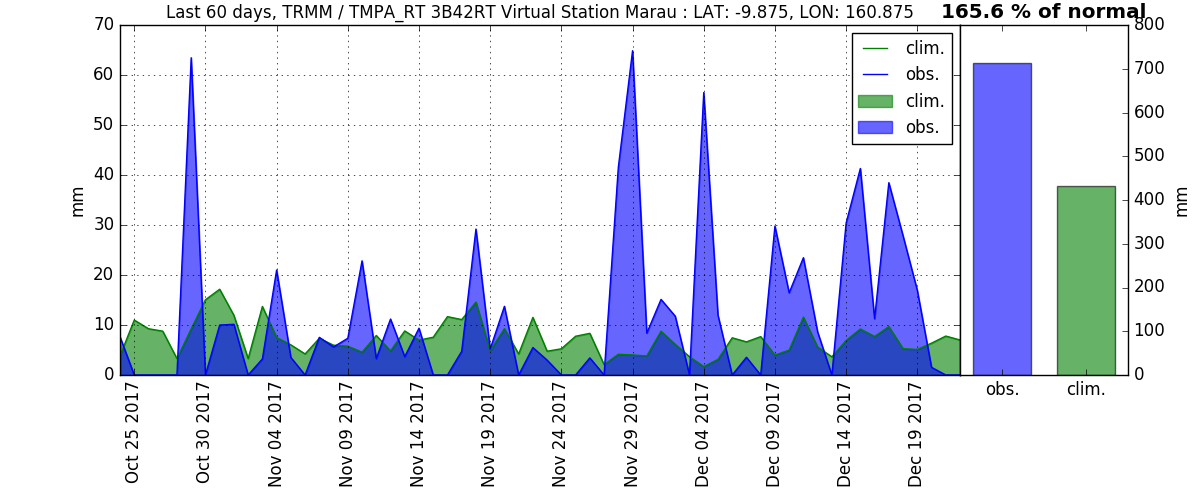 Last 60 days, TRMM / TMPA_RT 3B42RT Virtual Station Marau : LAT: -9.875, LON: 160.875
165.6 % of normal
70
60
50
40
30
20
10
0
mm
clim.
obs.
clim.
obs.
Oct 25 2017
Oct 30 2017
Nov 04 2017
Nov 09 2017
Nov 14 2017
Nov 19 2017
Nov 24 2017
Nov 29 2017
Dec 04 2017
Dec 09 2017
Dec 14 2017
Dec 19 2017
800
700
600
500
400
300
200
100
0
mm
obs.
clim.